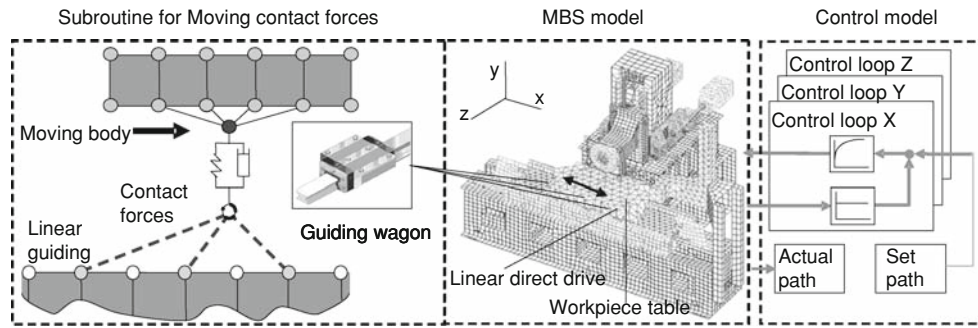 Subroutine for Moving contact forces
MBS model
Control model
Moving body
Contact
forces
Linear
guiding
Guiding wagon
y
x
z
Linear direct drive
Workpiece table
Control loop Z
Control loop Y
Control loop X
Actual
path
Set
path